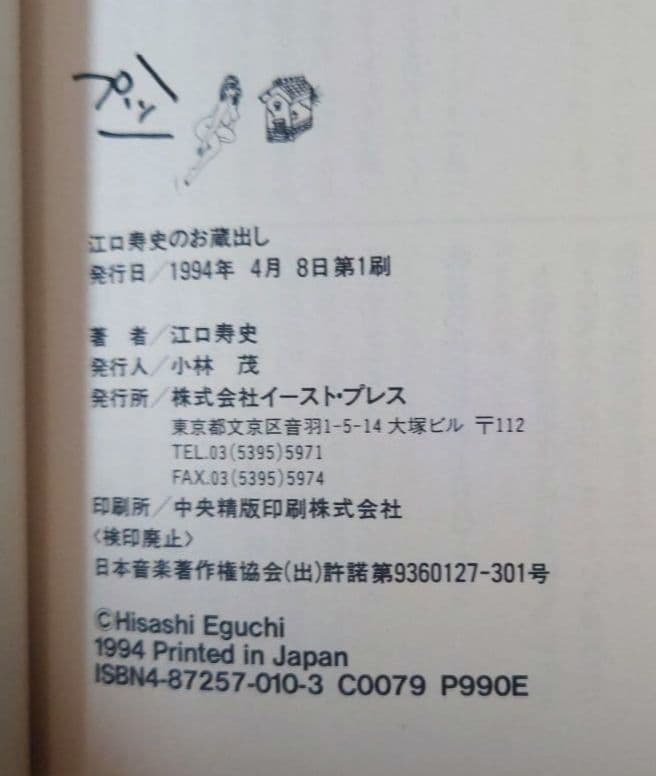 プッツン
江口寿史のお蔵出し
発行日/1994年 4月 8日第1刷
著 者/江口寿史
発行人/小林 茂
発行所/株式会社イースト・プレス
東京都文京区音羽1-5-14 大塚ビル 〒112
TEL.03(5395)5971
FAX.03(5395)5974
印刷所/中央精版印刷株式会社
〈検印廃止〉
日本音楽著作権協会(出)許諾第9360127-301号
©Hisashi Eguchi
1994 Printed in Japan
ISBN4-87257-010-3 C0079 P990E